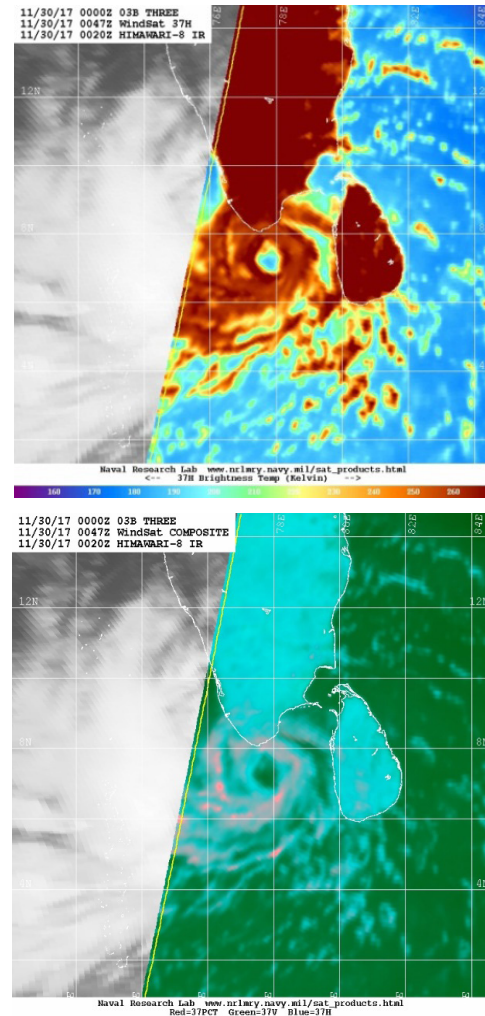 11/30/17 0000Z 03B THREE
11/30/17 0047Z WindSat 37H
11/30/17 0020Z HIMAWARI-8 IR
76E
78E
82E
84E
12N
8N
4N
Naval Research Lab www.nrlmry.navy.mil/sat_products.html
<-- 37H Brightness Temp (Kelvin) -->
160 170 180 190 200 210 220 230 240 250 260
11/30/17 0000Z 03B THREE
11/30/17 0047Z WindSat COMPOSITE
11/30/17 0020Z HIMAWARI-8 IR
78E
82E
84E
12N
8N
4N
Naval Research Lab www.nrlmry.navy.mil/sat_products.html
Red=37PCT Green=37V Blue=37H